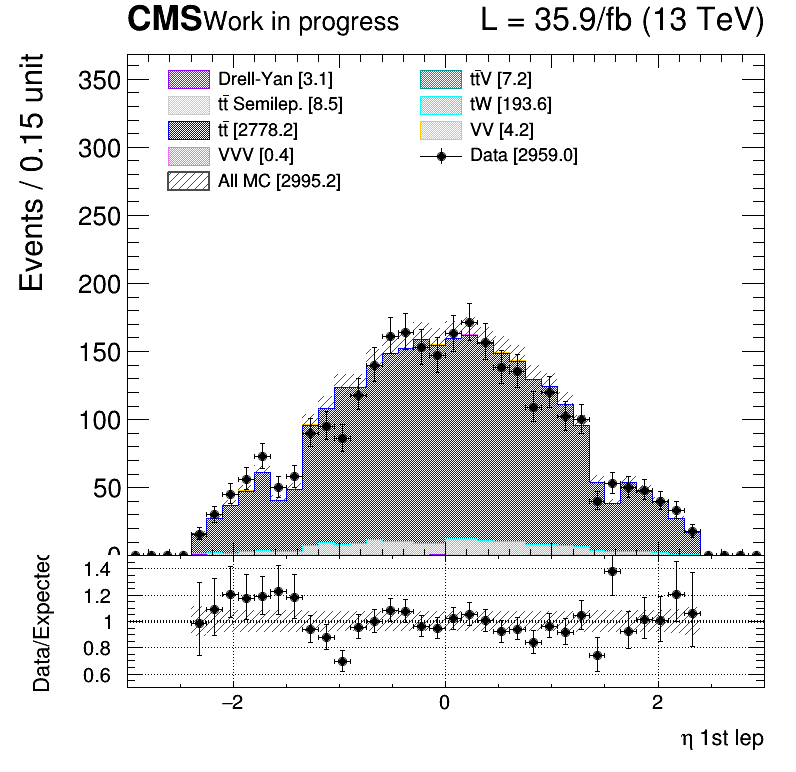 CMS Work in progress L = 35.9/fb (13 TeV)
Events / 0.15 unit
350
300
250
200
150
100
50
0
Drell-Yan [3.1]
tt̄ Semilep. [8.5]
tt̄ [2778.2]
VVV [0.4]
All MC [2995.2]
tt̄V [7.2]
tW [193.6]
VV [4.2]
Data [2959.0]
Data/Expected
1.4
1.2
1
0.8
0.6
−2 0 2
η 1st lep